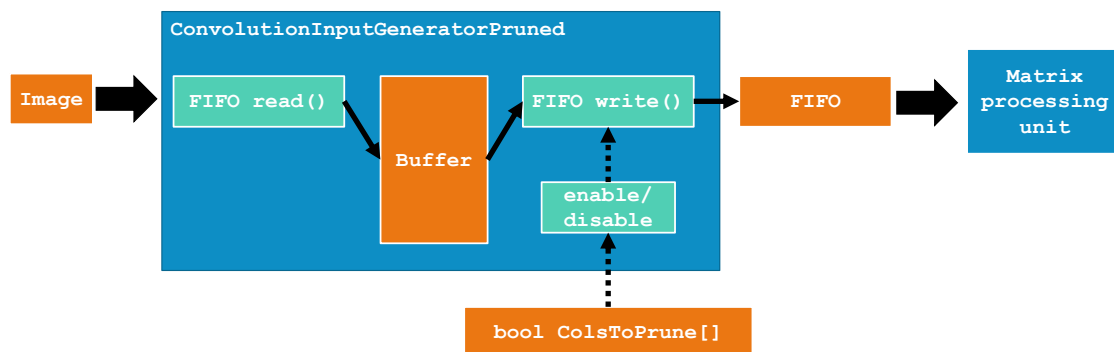 ConvolutionInputGeneratorPruned
Image
FIFO read()
Buffer
FIFO write()
enable/
disable
FIFO
Matrix
processing
unit
bool ColsToPrune[]